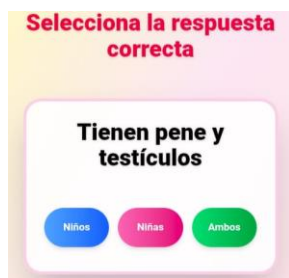 Selecciona la respuesta
correcta
Tienen pene y
testículos
Niños
Niñas
Ambos